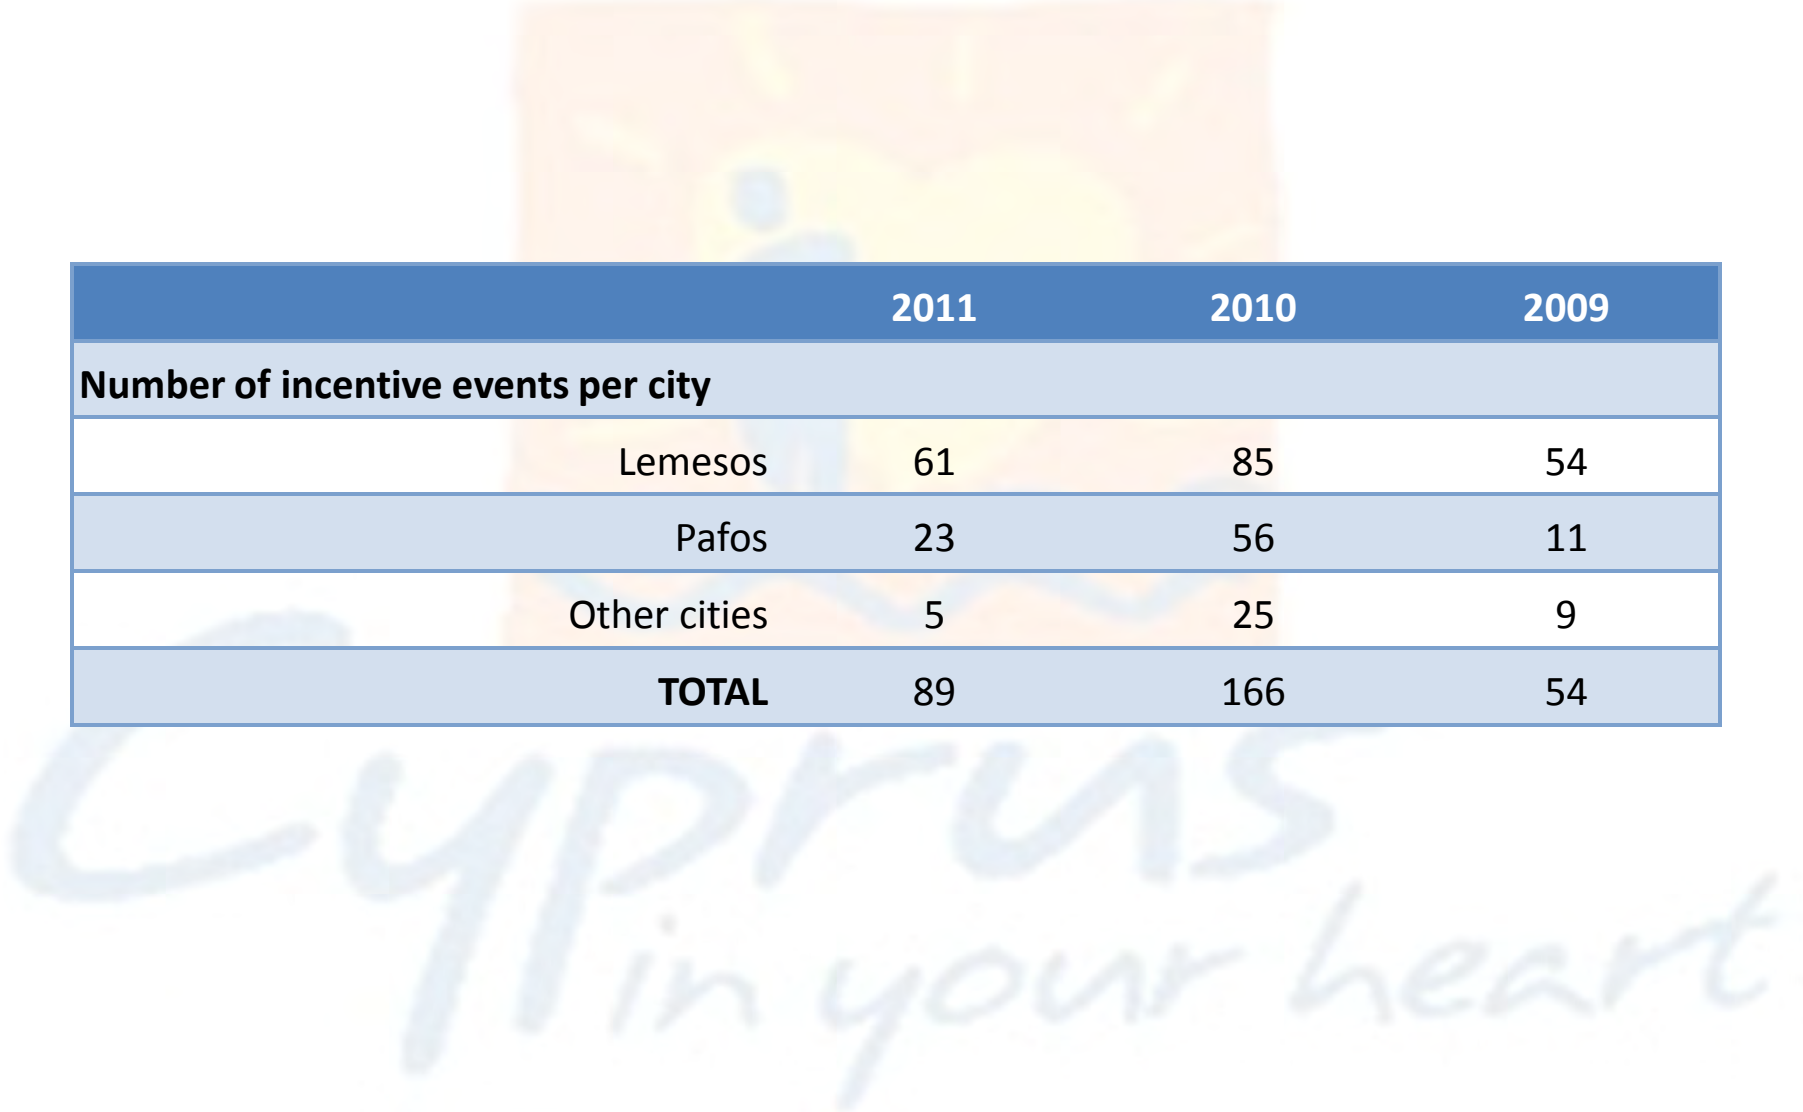 2011 2010 2009
Number of incentive events per city
Lemesos 61 85 54
Pafos 23 56 11
Other cities 5 25 9
TOTAL 89 166 54
Cyprus
in your heart